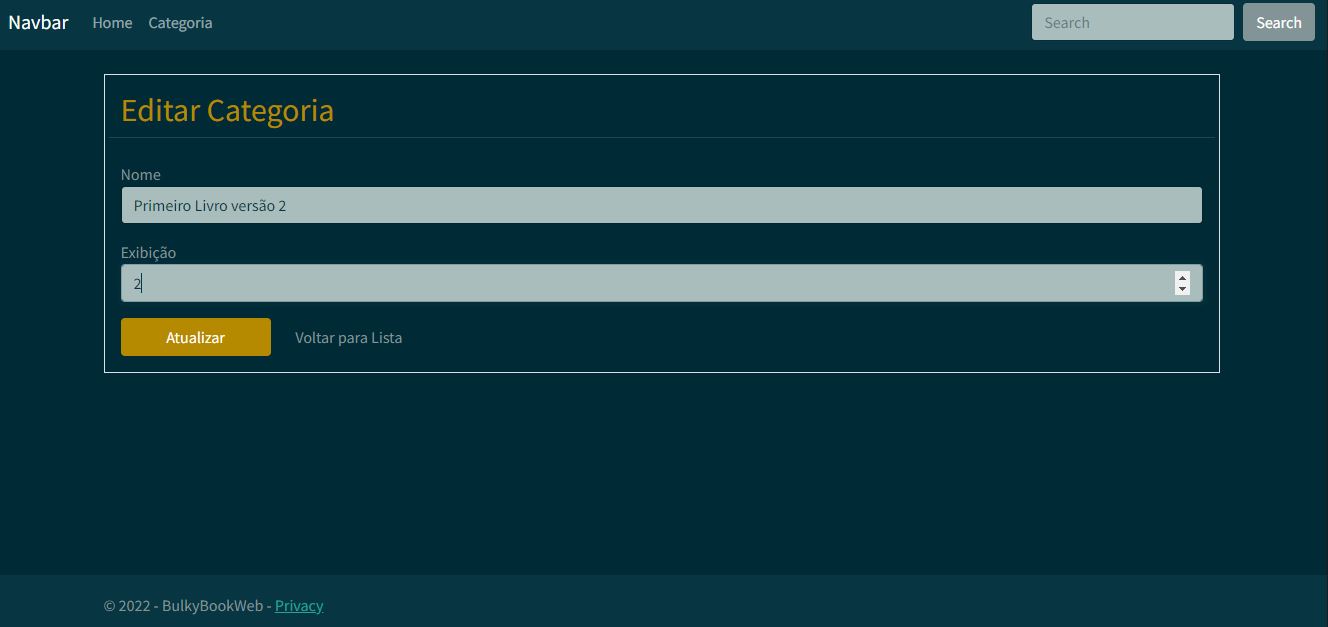 Navbar Home Categoria Search Search
Editar Categoria
Nome
Primeiro Livro versão 2
Exibição
2
Atualizar Voltar para Lista
© 2022 - BulkyBookWeb - Privacy